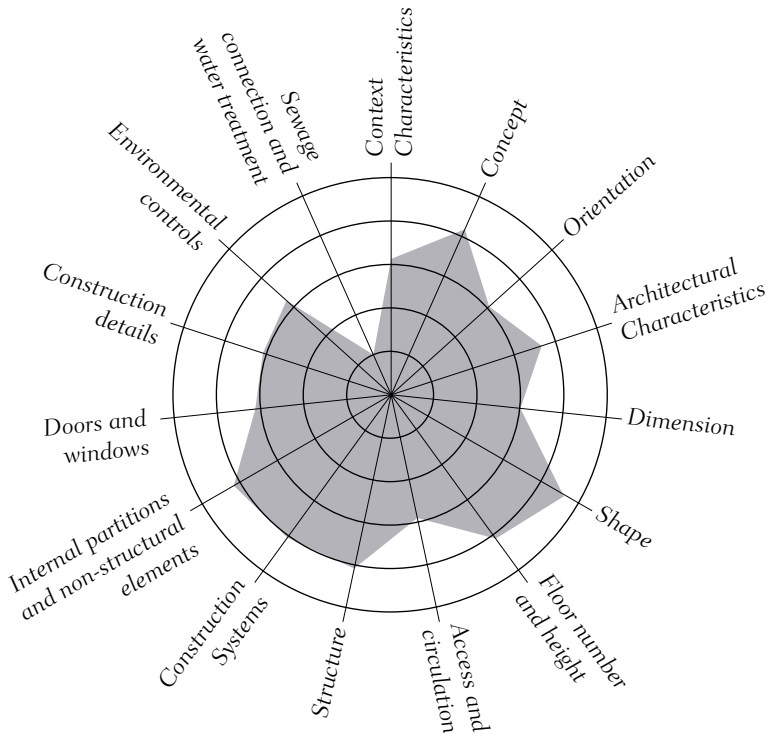 Context
Characteristics
Concept
Orientation
Architectural
Characteristics
Dimension
Shape
Floor number
and height
Access and
circulation
Structure
Construction
Systems
Internal partitions
and non-structural
elements
Doors and
windows
Construction
details
Environmental
controls
Sewage
connection and
water treatment